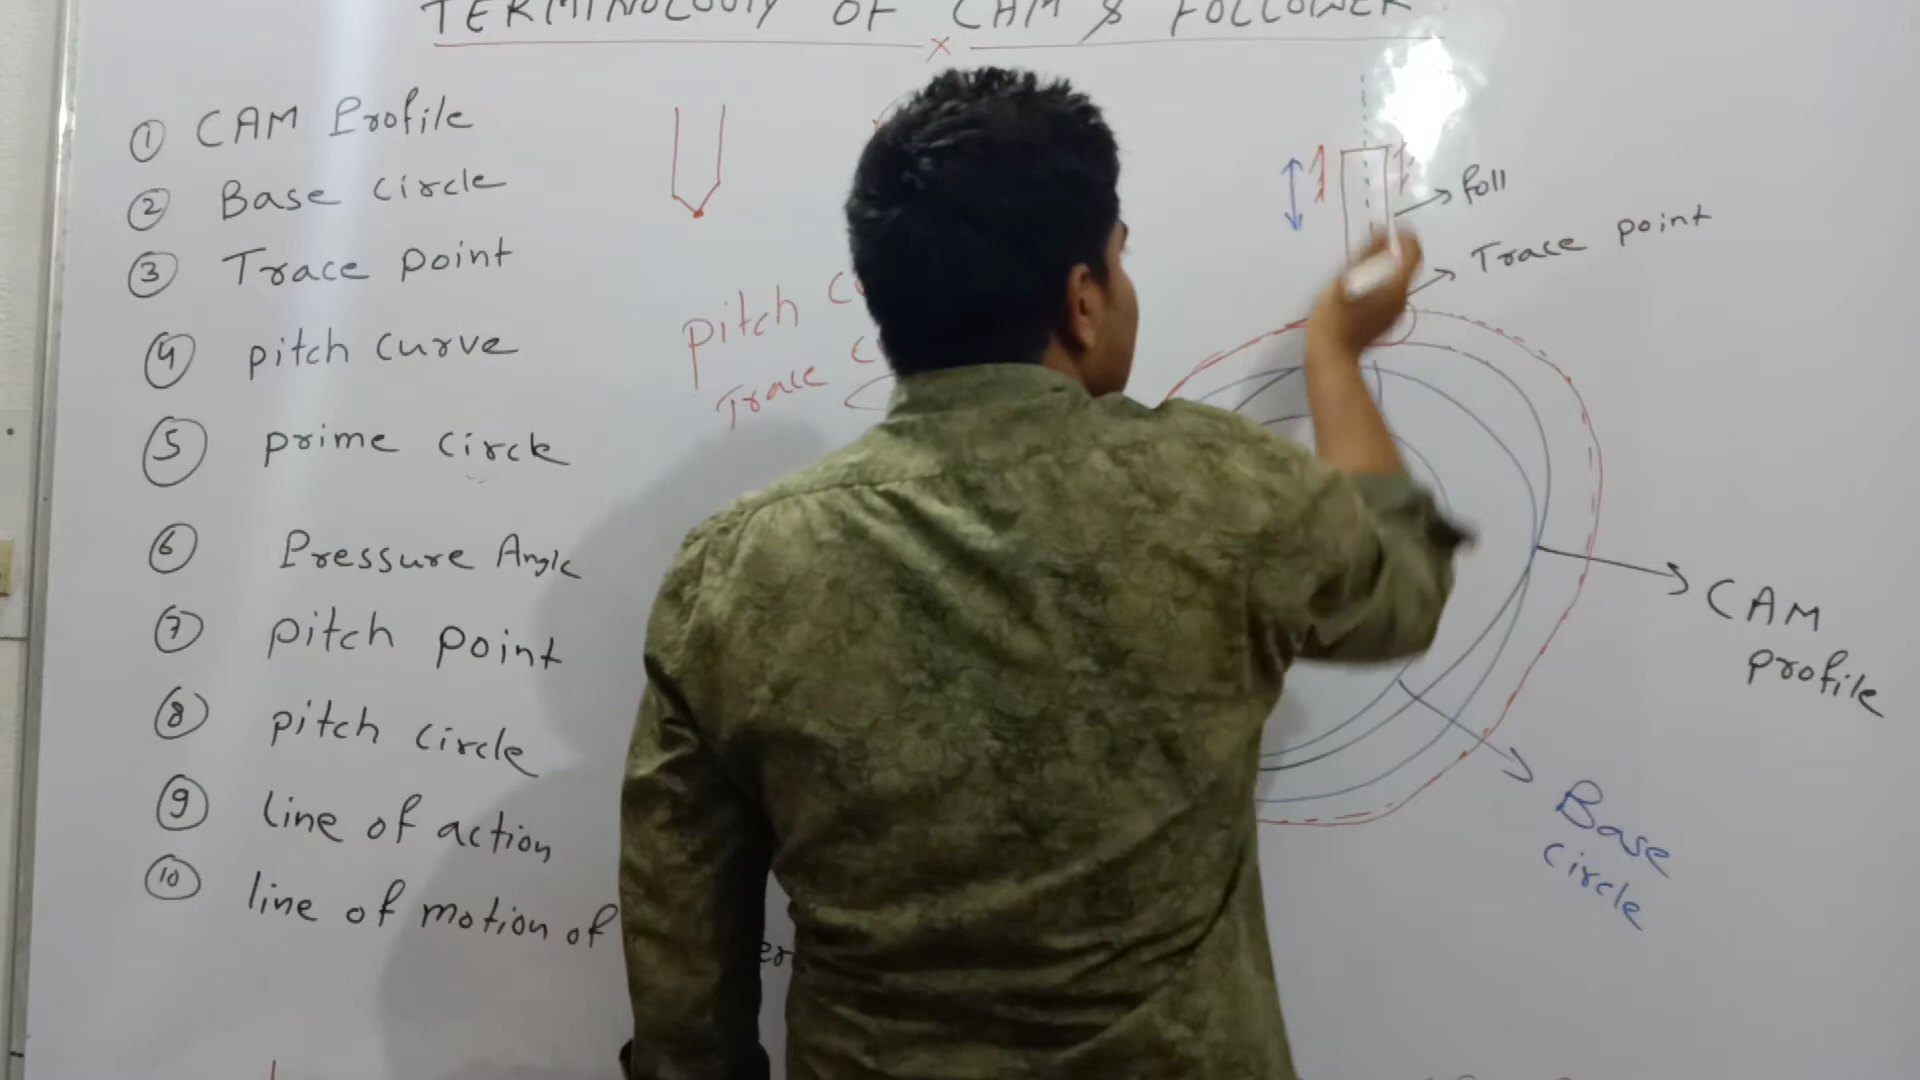 TERMINOLOGY OF CAM & FOLLOWER
① CAM Profile
② Base circle
③ Trace point
④ pitch curve
⑤ prime circle
⑥ Pressure Angle
⑦ pitch point
⑧ pitch circle
⑨ line of action
⑩ line of motion of
pitch
Trace
foll
Trace point
CAM
profile
Base
circle